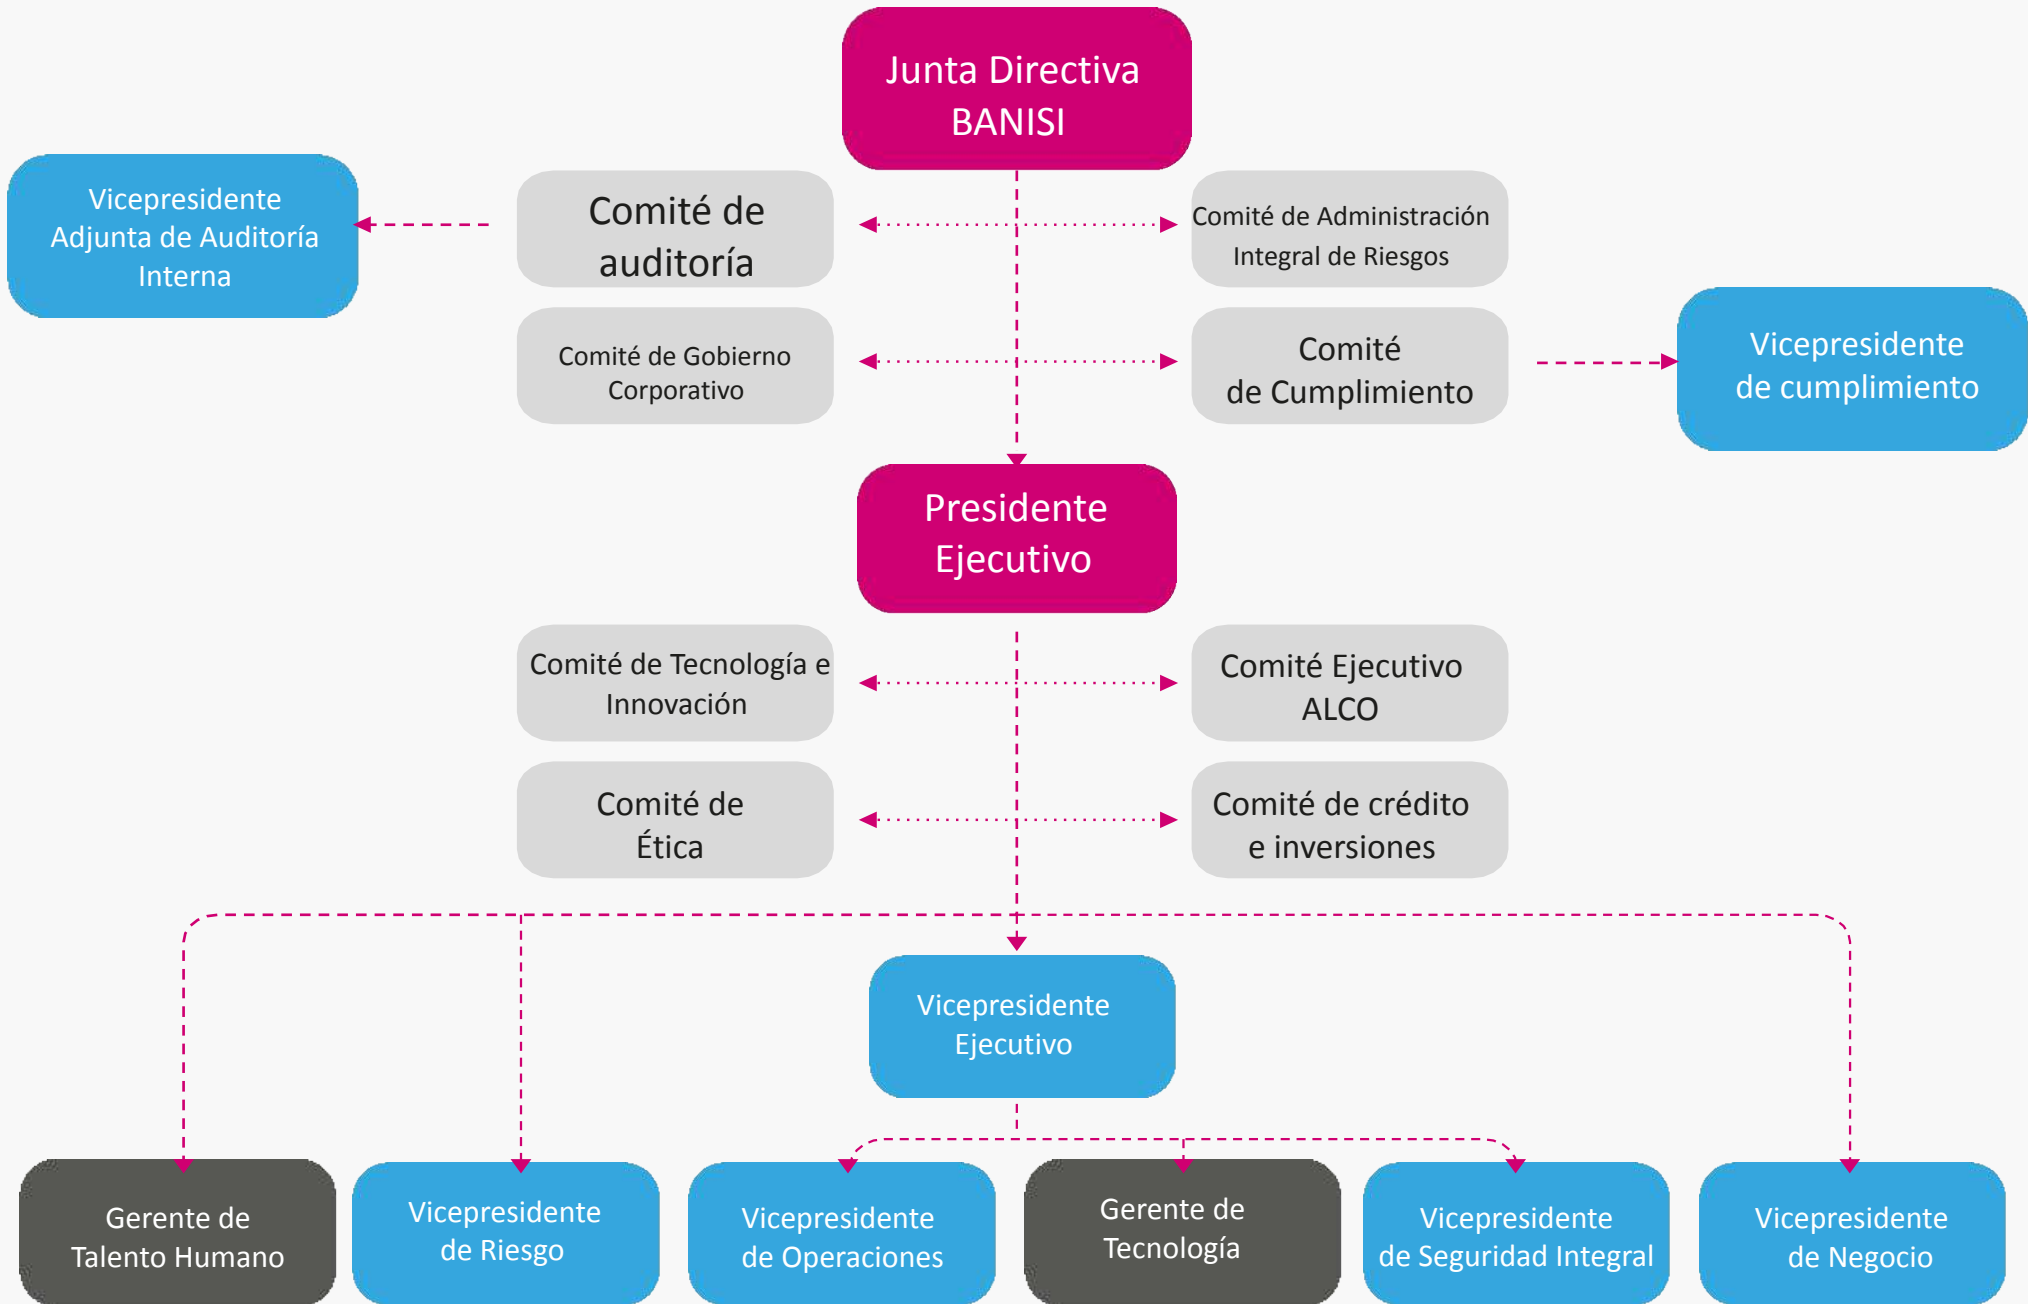 Junta Directiva
BANISI
Vicepresidente
Adjunta de Auditoría
Interna
Comité de
auditoría
Comité de Administración
Integral de Riesgos
Comité de Gobierno
Corporativo
Comité
de Cumplimiento
Vicepresidente
de cumplimiento
Presidente
Ejecutivo
Comité de Tecnología e
Innovación
Comité Ejecutivo
ALCO
Comité de
Ética
Comité de crédito
e inversiones
Vicepresidente
Ejecutivo
Gerente de
Talento Humano
Vicepresidente
de Riesgo
Vicepresidente
de Operaciones
Gerente de
Tecnología
Vicepresidente
de Seguridad Integral
Vicepresidente
de Negocio